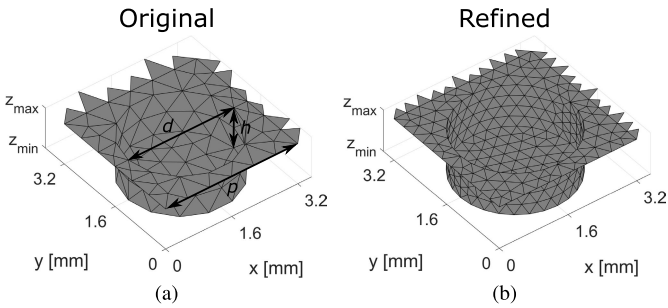 Original
Refined
z_max
z_min
d
h
p
3.2
1.6
0
0
1.6
3.2
y [mm]
x [mm]
z_max
z_min
3.2
1.6
0
0
1.6
3.2
y [mm]
x [mm]
(a)
(b)